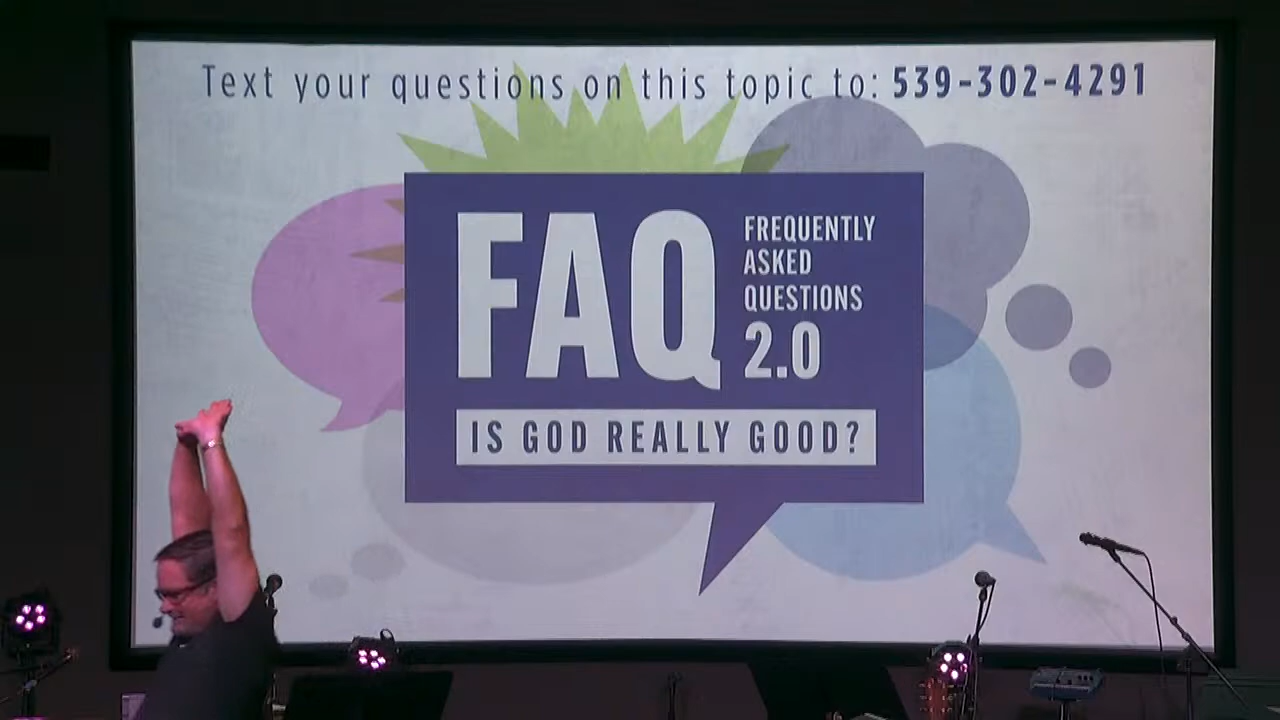 Text your questions on this topic to: 539-302-4291
FAQ
FREQUENTLY
ASKED
QUESTIONS
2.0
IS GOD REALLY GOOD?